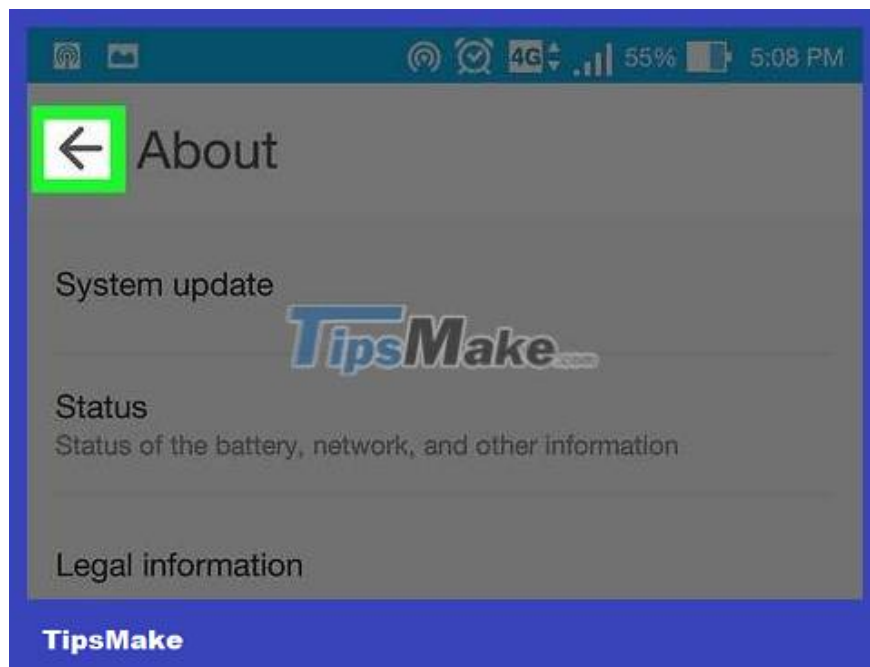 4G 55% 5:08 PM
About
System update
TipsMake.com
Status
Status of the battery, network, and other information
Legal information
TipsMake